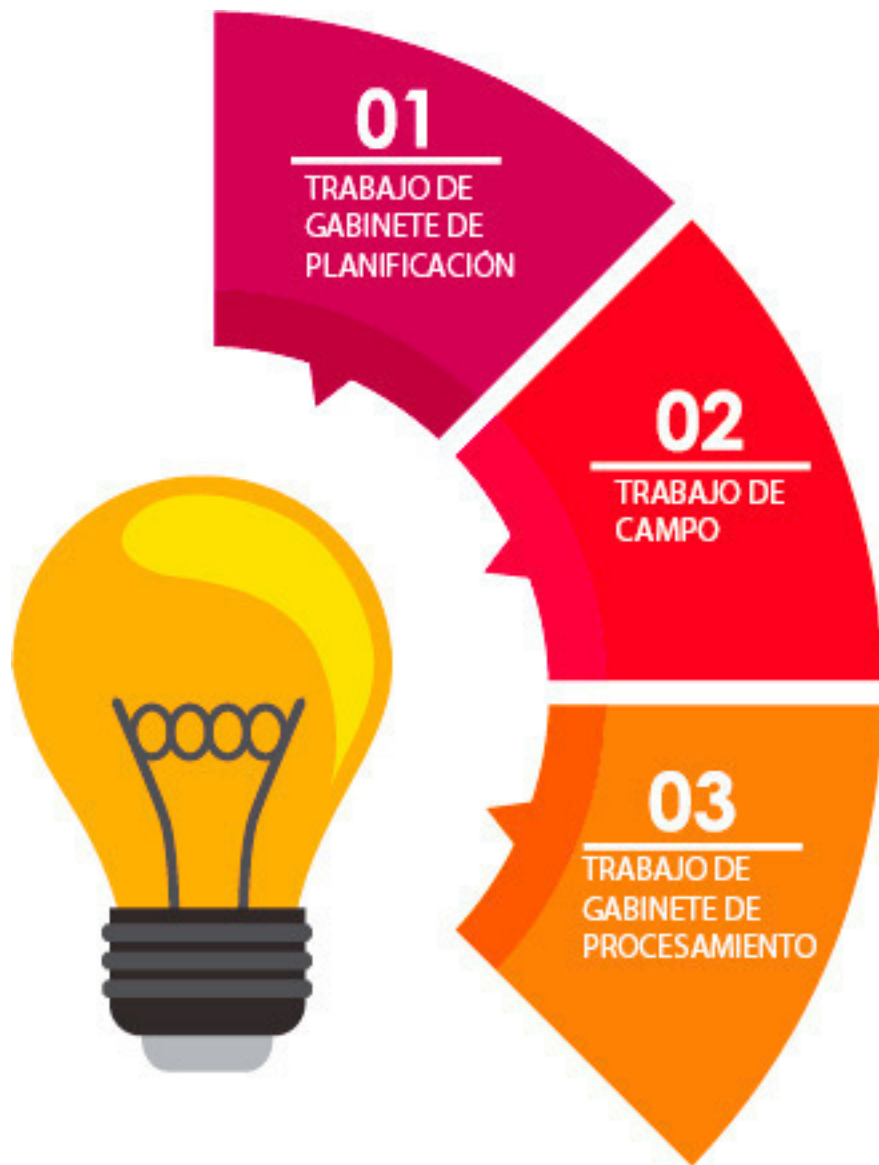 01
TRABAJO DE
GABINETE DE
PLANIFICACIÓN
02
TRABAJO DE
CAMPO
03
TRABAJO DE
GABINETE DE
PROCESAMIENTO